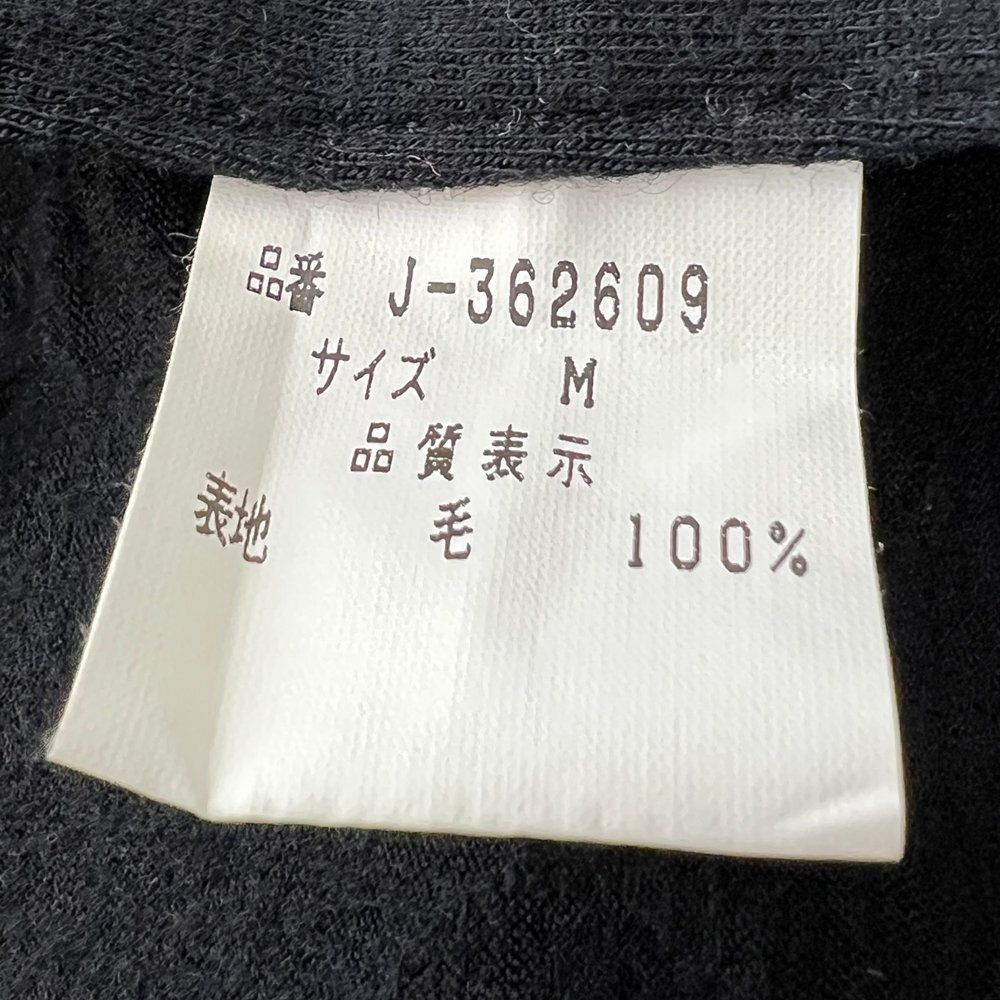 品番 J-362609
サイズ M
品質表示
表地 毛 100%